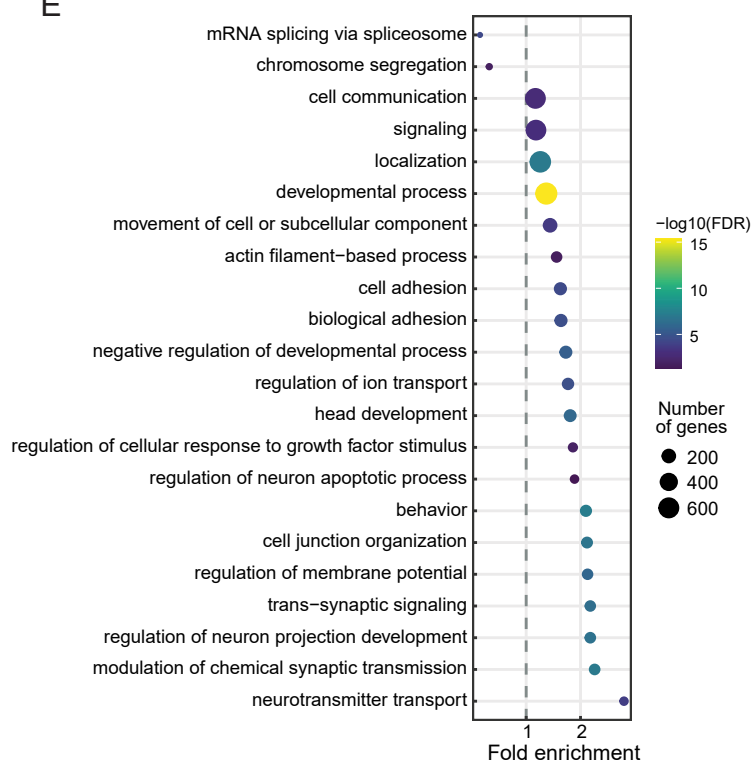 E
mRNA splicing via spliceosome
chromosome segregation
cell communication
signaling
localization
developmental process
movement of cell or subcellular component
actin filament−based process
cell adhesion
biological adhesion
negative regulation of developmental process
regulation of ion transport
head development
regulation of cellular response to growth factor stimulus
regulation of neuron apoptotic process
behavior
cell junction organization
regulation of membrane potential
trans−synaptic signaling
regulation of neuron projection development
modulation of chemical synaptic transmission
neurotransmitter transport
1 2
Fold enrichment
−log10(FDR)
15
10
5
Number
of genes
200
400
600